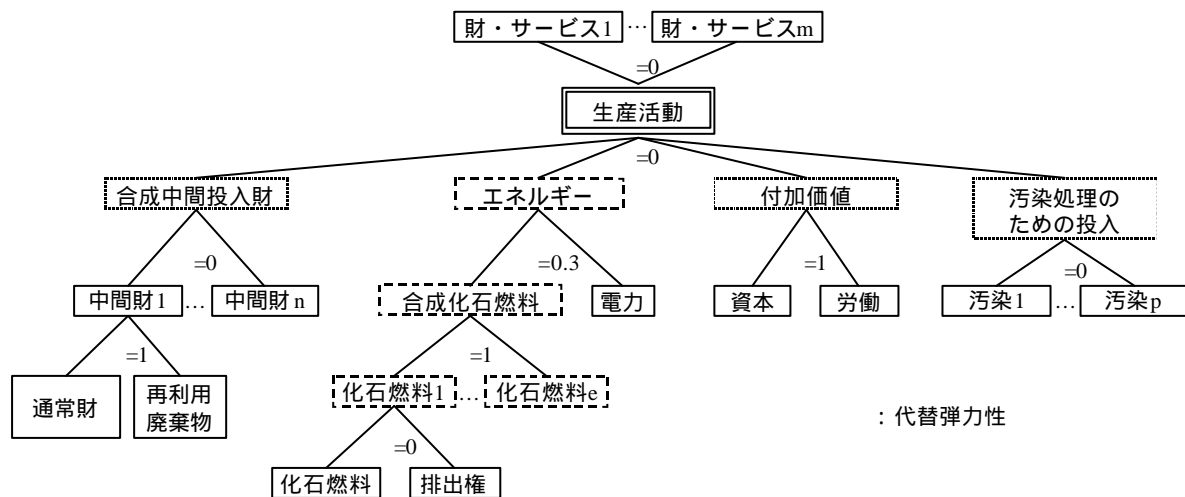 財・サービス1 … 財・サービスm
=0
生産活動
=0
合成中間投入財 エネルギー 付加価値 汚染処理の
ための投入
=0 =0.3 =1 =0
中間財1 … 中間財n 合成化石燃料 電力 資本 労働 汚染1 … 汚染p
=1 =1
通常財 再利用
廃棄物 化石燃料1 … 化石燃料e
:代替弾力性
=0
化石燃料 排出権